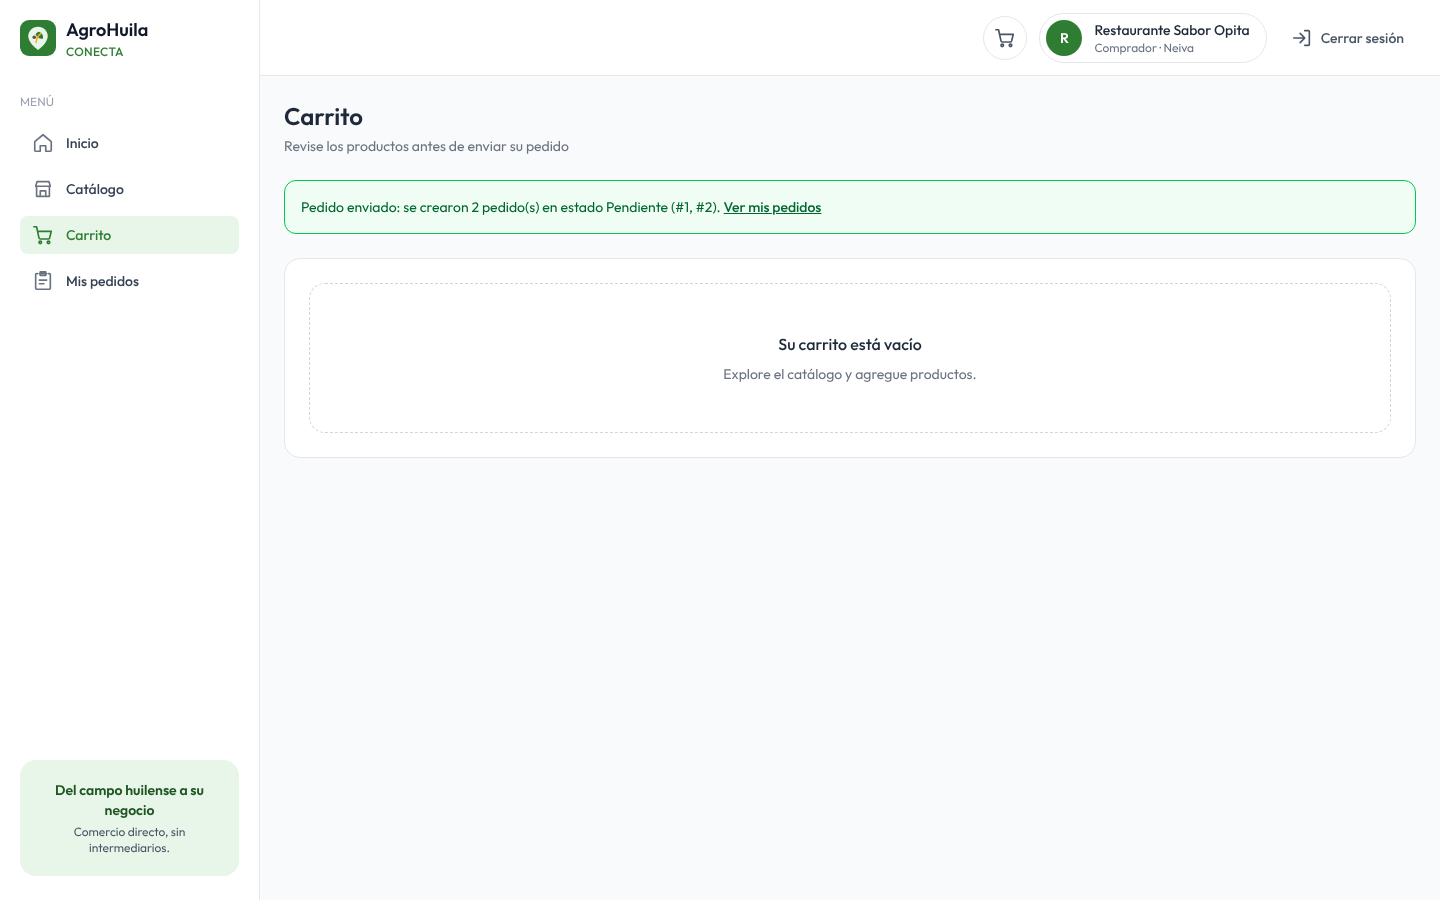 AgroHuila
CONECTA
MENÚ
Inicio
Catálogo
Carrito
Mis pedidos
Del campo huilense a su
negocio
Comercio directo, sin
intermediarios.
R
Restaurante Sabor Opita
Comprador · Neiva
Cerrar sesión
Carrito
Revise los productos antes de enviar su pedido
Pedido enviado: se crearon 2 pedido(s) en estado Pendiente (#1, #2). Ver mis pedidos
Su carrito está vacío
Explore el catálogo y agregue productos.